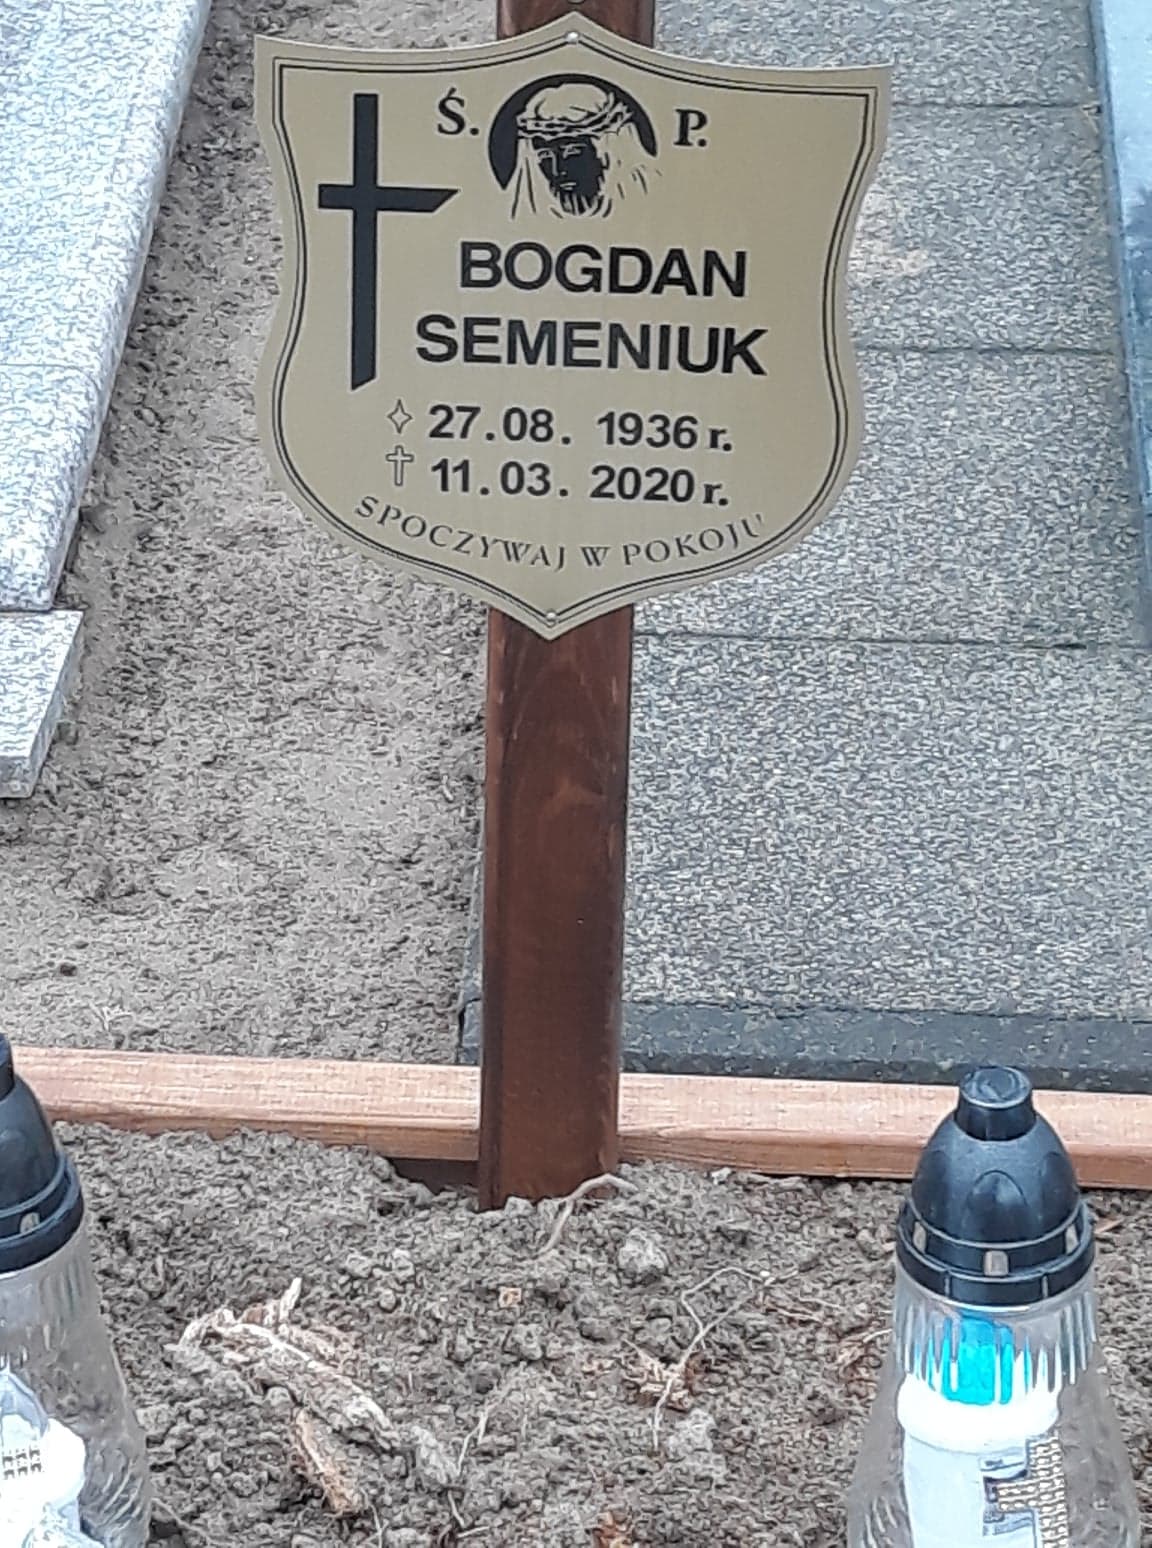 Ś. P.
BOGDAN
SEMENIUK
27.08. 1936 r.
11.03. 2020 r.
SPOCZYWAJ W POKOJU